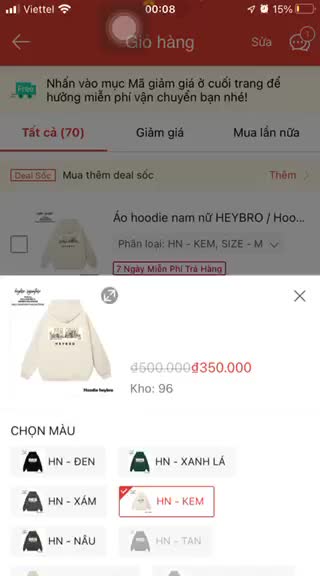 Viettel
00:08
15%
Giỏ hàng
Sửa
1
Free
Nhấn vào mục Mã giảm giá ở cuối trang để
hưởng miễn phí vận chuyển bạn nhé!
Tất cả (70)
Giảm giá
Mua lần nữa
Deal Sốc
Mua thêm deal sốc
Thêm
Áo hoodie nam nữ HEYBRO / Hoo...
Phân loại: HN - KEM, SIZE - M
7 Ngày Miễn Phí Trả Hàng
HEYBRO
Hoodie heybro
₫500.000₫350.000
Kho: 96
CHỌN MÀU
HN - ĐEN
HN - XANH LÁ
HN - XÁM
HN - KEM
HN - NÂU
HN - TAN